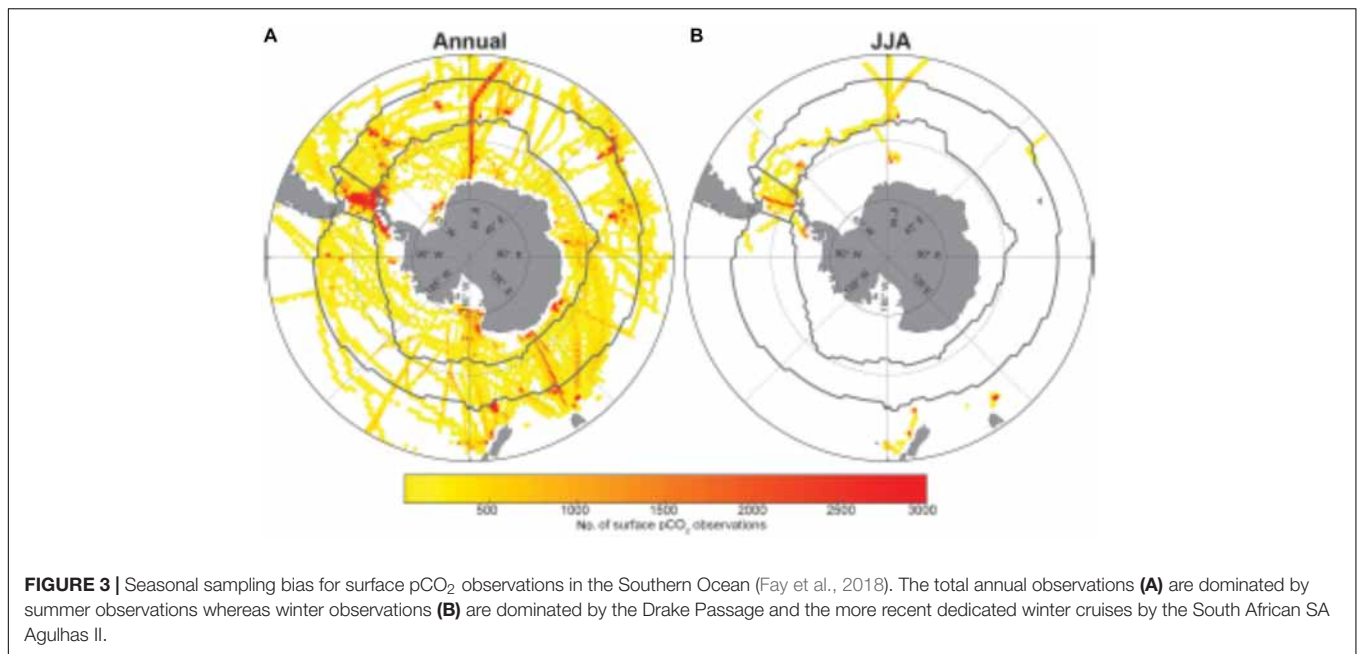 A
Annual
B
JJA
500 1000 1500 2000 2500 3000
No. of surface pCO₂ observations
FIGURE 3 | Seasonal sampling bias for surface pCO₂ observations in the Southern Ocean (Fay et al., 2018). The total annual observations (A) are dominated by
summer observations whereas winter observations (B) are dominated by the Drake Passage and the more recent dedicated winter cruises by the South African SA
Agulhas II.